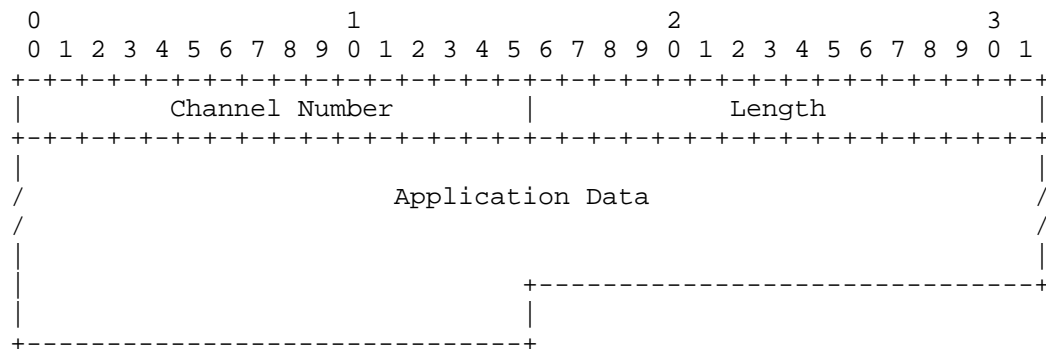 0 1 2 3
0 1 2 3 4 5 6 7 8 9 0 1 2 3 4 5 6 7 8 9 0 1 2 3 4 5 6 7 8 9 0 1
Channel Number Length
Application Data